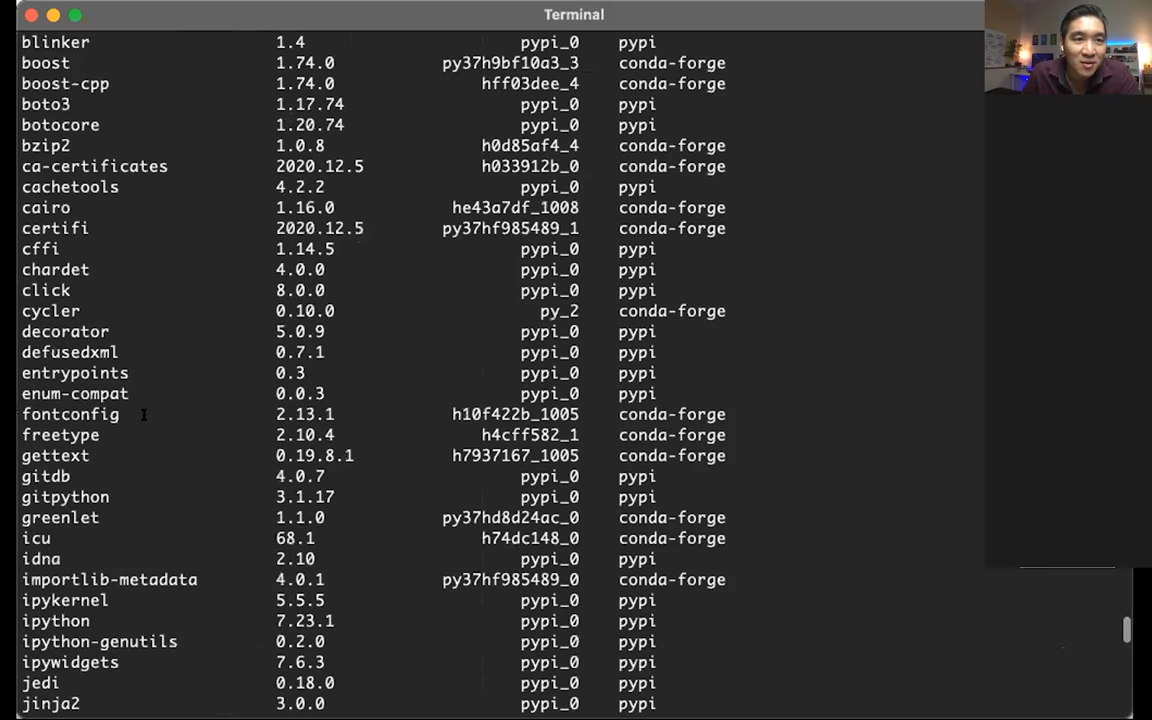 Terminal
blinker 1.4 pypi_0 pypi
boost 1.74.0 py37h9bf10a3_3 conda-forge
boost-cpp 1.74.0 hff03dee_4 conda-forge
boto3 1.17.74 pypi_0 pypi
botocore 1.20.74 pypi_0 pypi
bzip2 1.0.8 h0d85af4_4 conda-forge
ca-certificates 2020.12.5 h033912b_0 conda-forge
cachetools 4.2.2 pypi_0 pypi
cairo 1.16.0 he43a7df_1008 conda-forge
certifi 2020.12.5 py37hf985489_1 conda-forge
cffi 1.14.5 pypi_0 pypi
chardet 4.0.0 pypi_0 pypi
click 8.0.0 pypi_0 pypi
cycler 0.10.0 py_2 conda-forge
decorator 5.0.9 pypi_0 pypi
defusedxml 0.7.1 pypi_0 pypi
entrypoints 0.3 pypi_0 pypi
enum-compat 0.0.3 pypi_0 pypi
fontconfig 2.13.1 h10f422b_1005 conda-forge
freetype 2.10.4 h4cff582_1 conda-forge
gettext 0.19.8.1 h7937167_1005 conda-forge
gitdb 4.0.7 pypi_0 pypi
gitpython 3.1.17 pypi_0 pypi
greenlet 1.1.0 py37hd8d24ac_0 conda-forge
icu 68.1 h74dc148_0 conda-forge
idna 2.10 pypi_0 pypi
importlib-metadata 4.0.1 py37hf985489_0 conda-forge
ipykernel 5.5.5 pypi_0 pypi
ipython 7.23.1 pypi_0 pypi
ipython-genutils 0.2.0 pypi_0 pypi
ipywidgets 7.6.3 pypi_0 pypi
jedi 0.18.0 pypi_0 pypi
jinja2 3.0.0 pypi_0 pypi